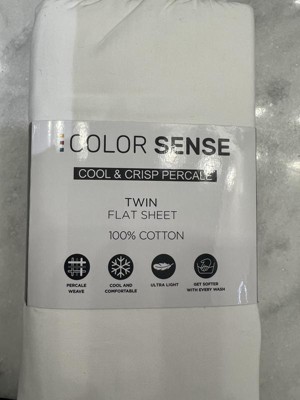 COLOR SENSE
COOL & CRISP PERCALE
TWIN
FLAT SHEET
100% COTTON
PERCALE
WEAVE
COOL AND
COMFORTABLE
ULTRA LIGHT
GET SOFTER
WITH EVERY WASH